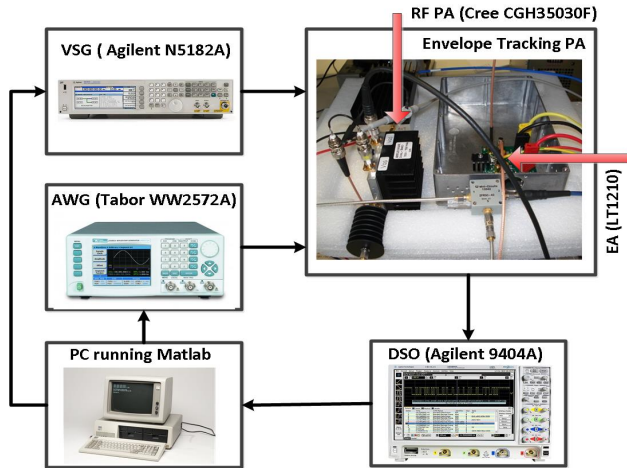 RF PA (Cree CGH35030F)
VSG ( Agilent N5182A)
Envelope Tracking PA
AWG (Tabor WW2572A)
EA (LT1210)
PC running Matlab
DSO (Agilent 9404A)